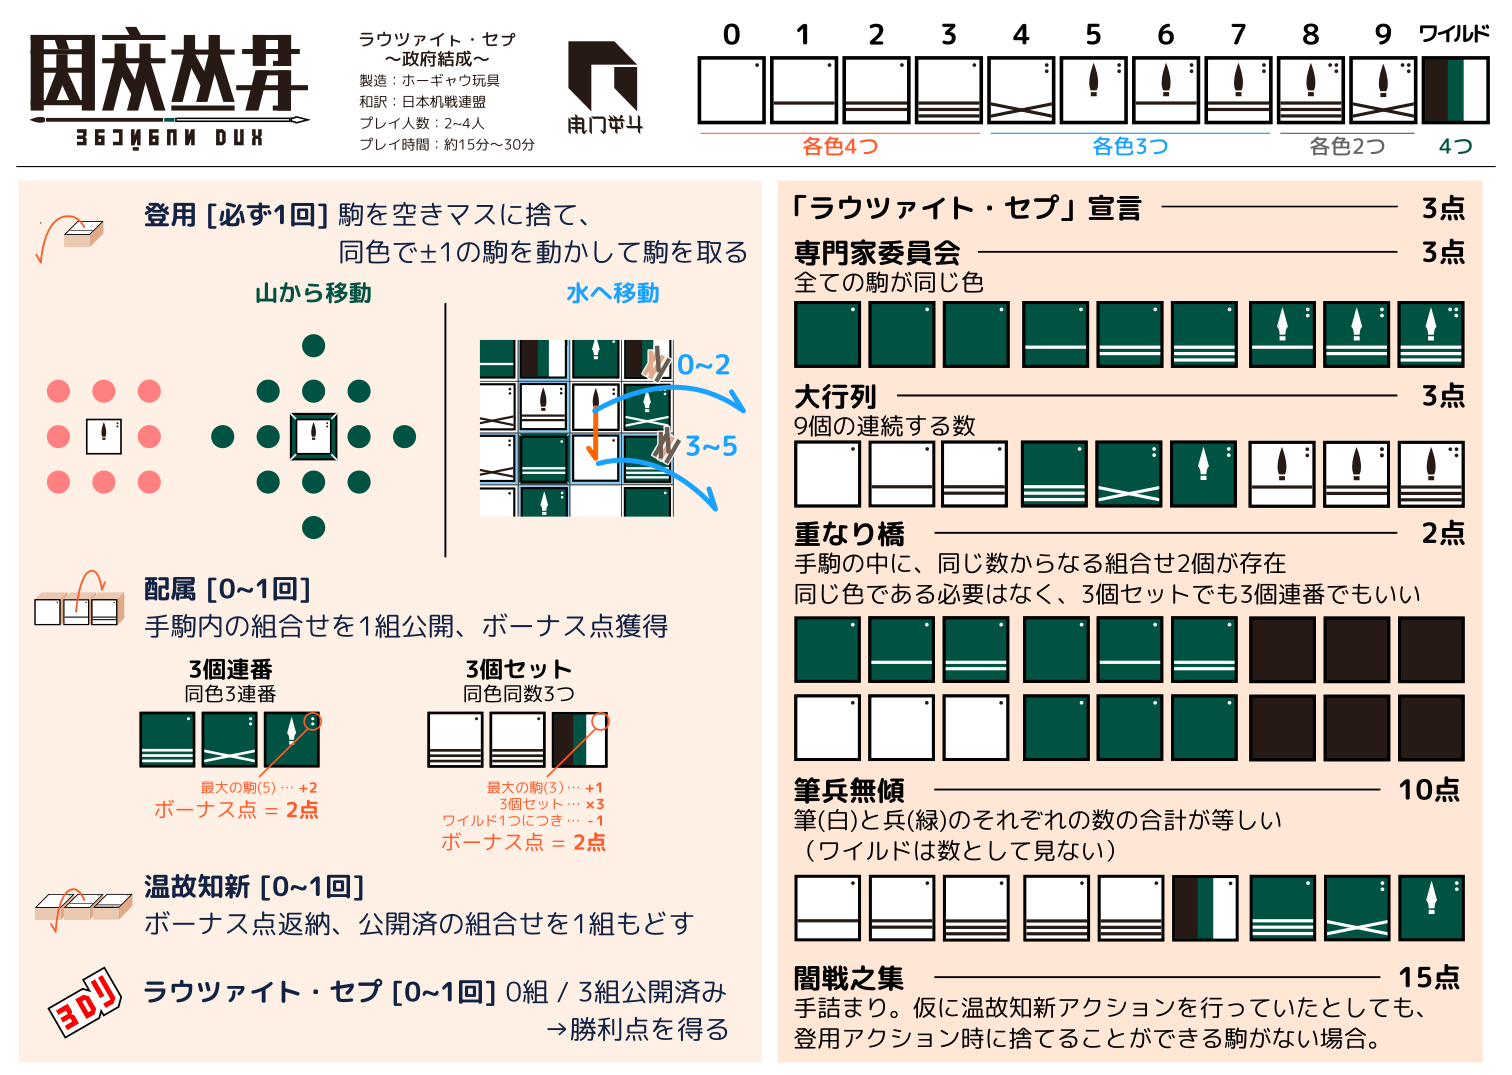 ラウツァイト・セプ
～政府結成～
製造：ホーギャウ玩具
和訳：日本机戦連盟
プレイ人数：2~4人
プレイ時間：約15分～30分
0 1 2 3 4 5 6 7 8 9 ワイルド
各色4つ 各色3つ 各色2つ 4つ
登用 [必ず1回] 駒を空きマスに捨て、
同色で±1の駒を動かして駒を取る
山から移動 水へ移動
0~2
3~5
配属 [0~1回]
手駒内の組合せを1組公開、ボーナス点獲得
3個連番 3個セット
同色3連番 同色同数3つ
最大の駒(5) … +2
ボーナス点 = 2点
最大の駒(3) … +1
3個セット … ×3
ワイルド1つにつき … -1
ボーナス点 = 2点
温故知新 [0~1回]
ボーナス点返納、公開済の組合せを1組もどす
ラウツァイト・セプ [0~1回] 0組 / 3組公開済み
→勝利点を得る
「ラウツァイト・セプ」宣言 3点
専門家委員会 3点
全ての駒が同じ色
大行列 3点
9個の連続する数
重なり橋 2点
手駒の中に、同じ数からなる組合せ2個が存在
同じ色である必要はなく、3個セットでも3個連番でもいい
筆兵無傾 10点
筆(白)と兵(緑)のそれぞれの数の合計が等しい
（ワイルドは数として見ない）
闇戦之集 15点
手詰まり。仮に温故知新アクションを行っていたとしても、
登用アクション時に捨てることができる駒がない場合。